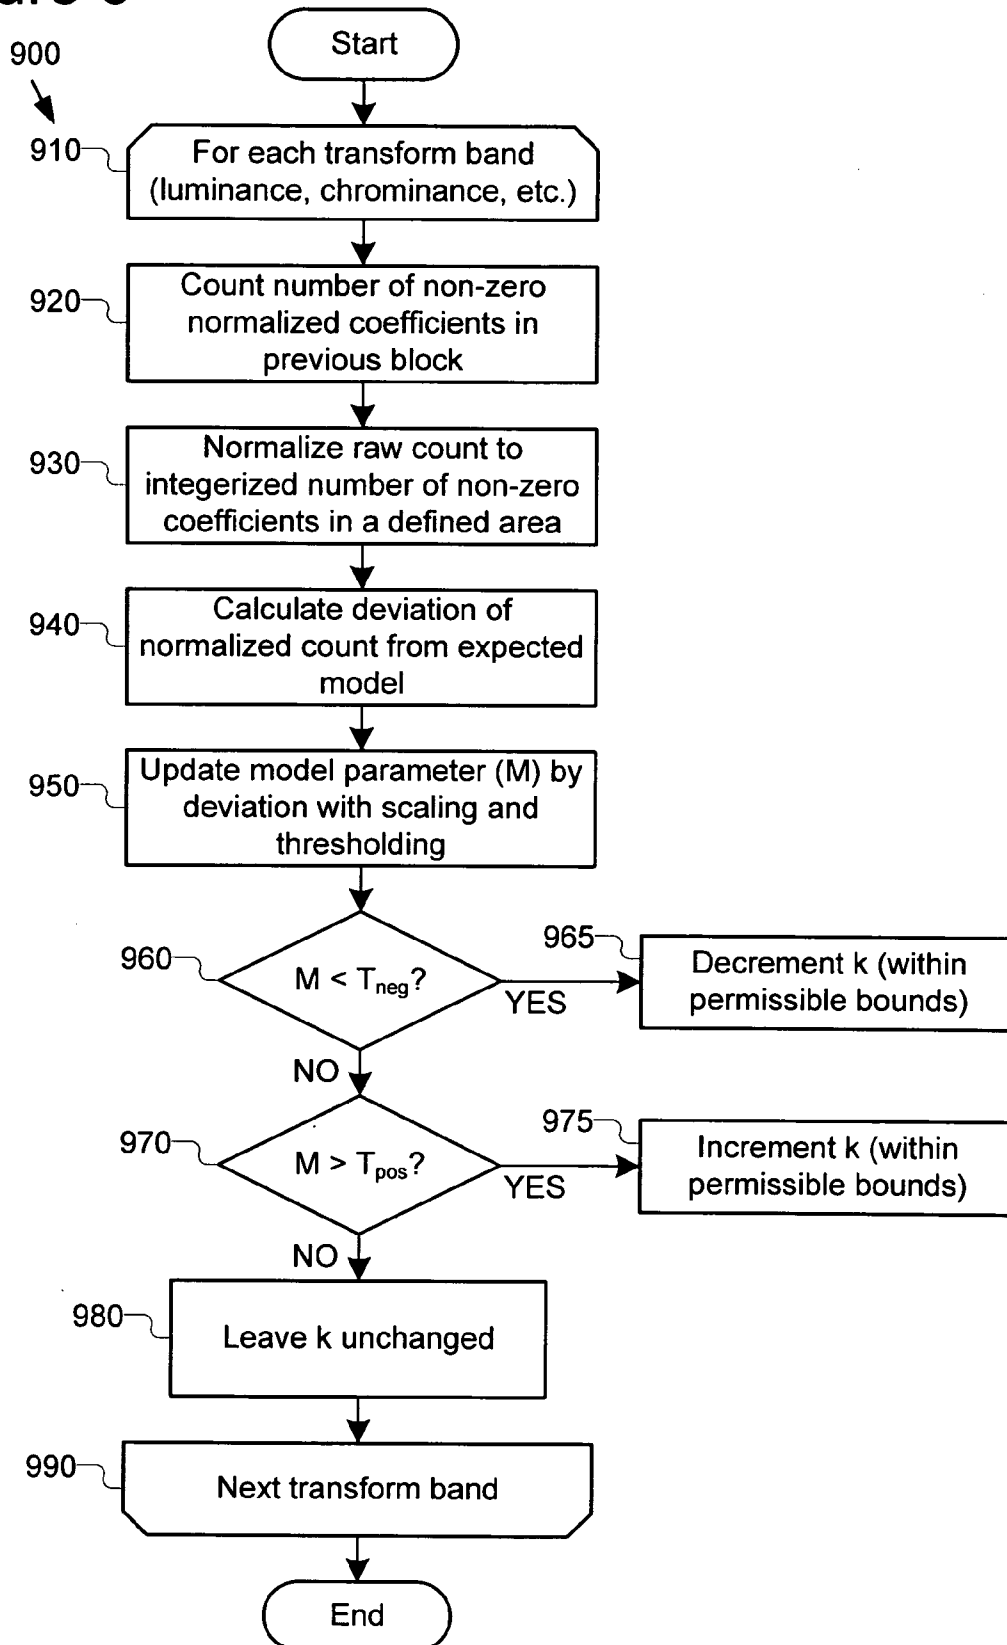 900
Start
910
For each transform band
(luminance, chrominance, etc.)
920
Count number of non-zero
normalized coefficients in
previous block
930
Normalize raw count to
integerized number of non-zero
coefficients in a defined area
940
Calculate deviation of
normalized count from expected
model
950
Update model parameter (M) by
deviation with scaling and
thresholding
960
M < Tneg?
YES
965
Decrement k (within
permissible bounds)
NO
970
M > Tpos?
YES
975
Increment k (within
permissible bounds)
NO
980
Leave k unchanged
990
Next transform band
End